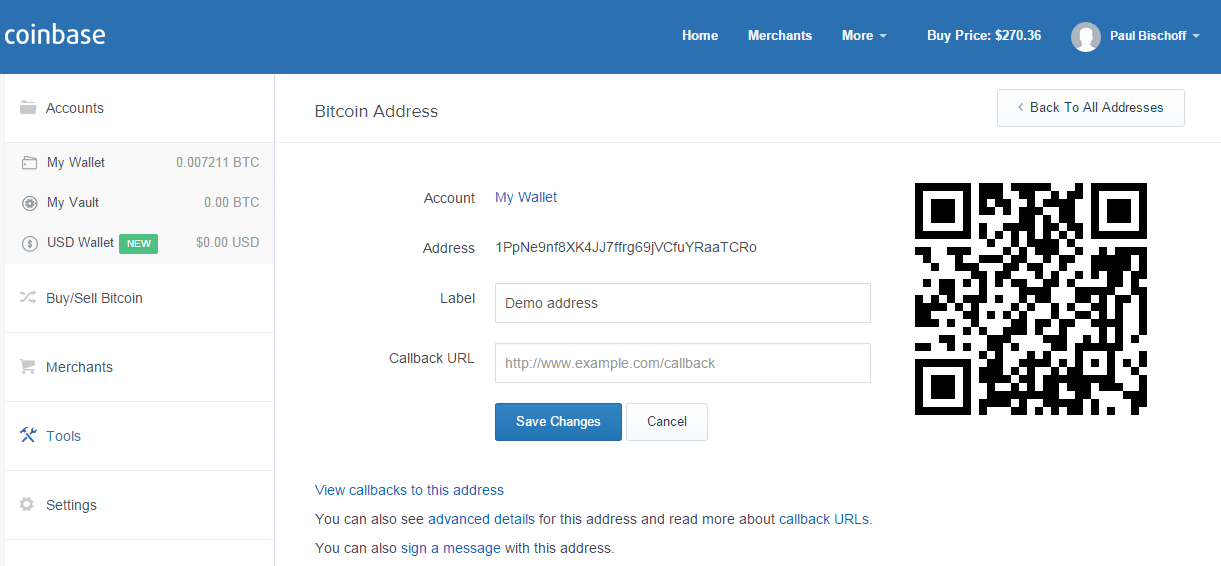 coinbase
Home Merchants More Buy Price: $270.36 Paul Bischoff
Accounts
My Wallet 0.007211 BTC
My Vault 0.00 BTC
USD Wallet NEW $0.00 USD
Buy/Sell Bitcoin
Merchants
Tools
Settings
Bitcoin Address
Back To All Addresses
Account My Wallet
Address 1PpNe9nf8XK4JJ7ffrg69jVCfuYRaaTCRo
Label Demo address
Callback URL http://www.example.com/callback
Save Changes Cancel
View callbacks to this address
You can also see advanced details for this address and read more about callback URLs.
You can also sign a message with this address.